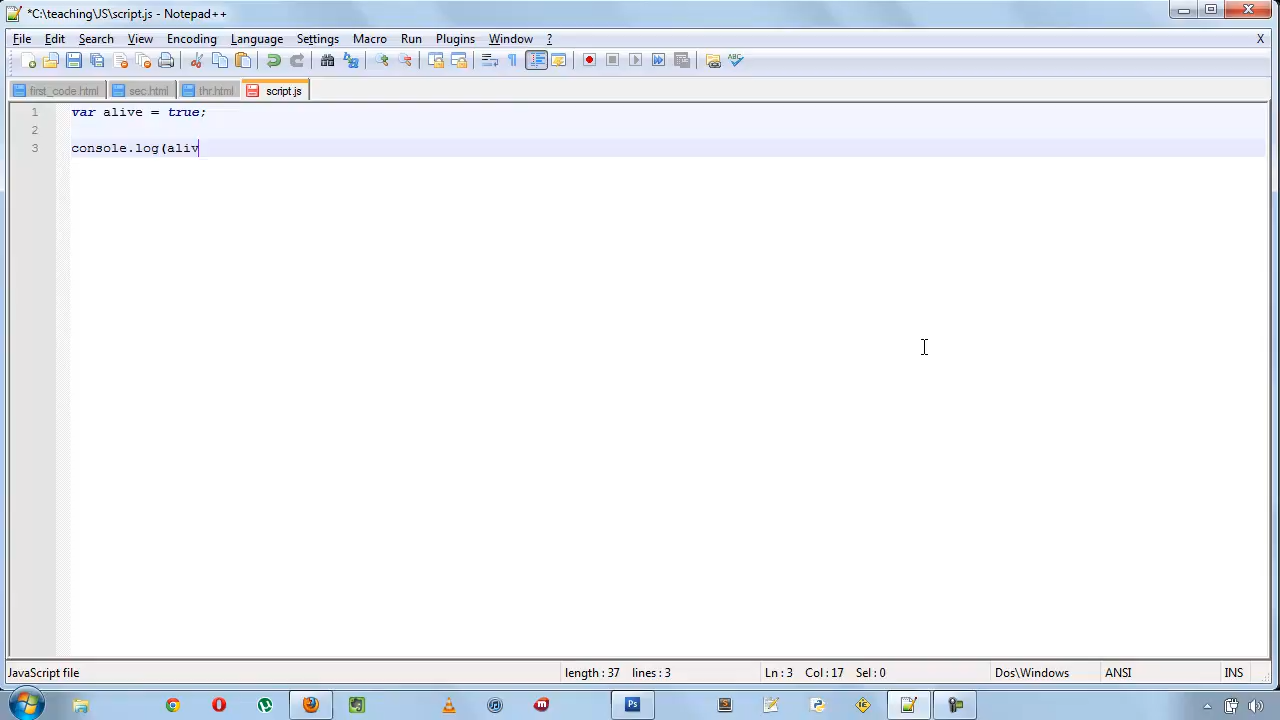 *C:\teaching\JS\script.js - Notepad++
File Edit Search View Encoding Language Settings Macro Run Plugins Window ? X
first_code.html sec.html thr.html script.js
1 var alive = true;
2
3 console.log(aliv
JavaScript file length : 37 lines : 3 Ln : 3 Col : 17 Sel : 0 Dos\Windows ANSI INS
Ps